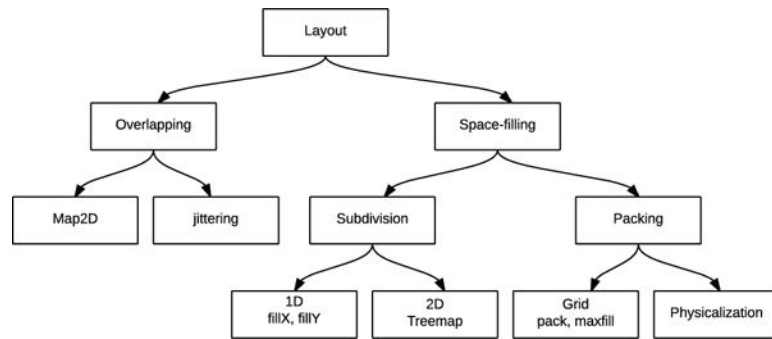 Layout
Overlapping
Space-filling
Map2D
jittering
Subdivision
Packing
1D
fillX, fillY
2D
Treemap
Grid
pack, maxfill
Physicalization